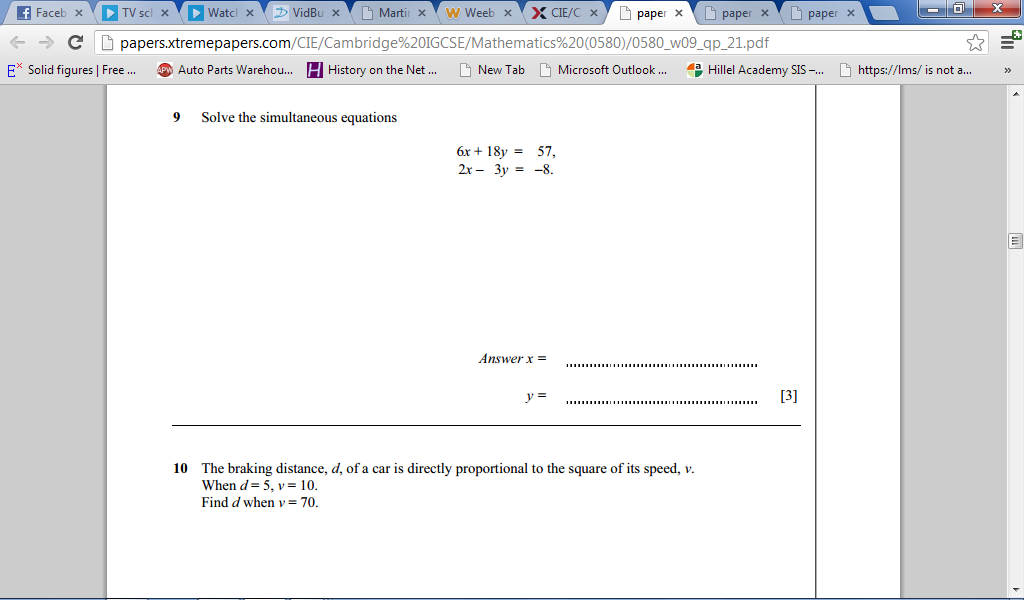 Faceb
TV scl
Watcl
VidBu
Martii
Weeb
CIE/C
paper
paper
paper
papers.xtremepapers.com/CIE/Cambridge%20IGCSE/Mathematics%20(0580)/0580_w09_qp_21.pdf
Solid figures | Free ...
APW Auto Parts Warehou...
H History on the Net ...
New Tab
Microsoft Outlook ...
Hillel Academy SIS –...
https://lms/ is not a...
»
9 Solve the simultaneous equations
6x + 18y = 57,
2x – 3y = –8.
Answer x = ................................................
y = ................................................ [3]
10 The braking distance, d, of a car is directly proportional to the square of its speed, v.
When d = 5, v = 10.
Find d when v = 70.